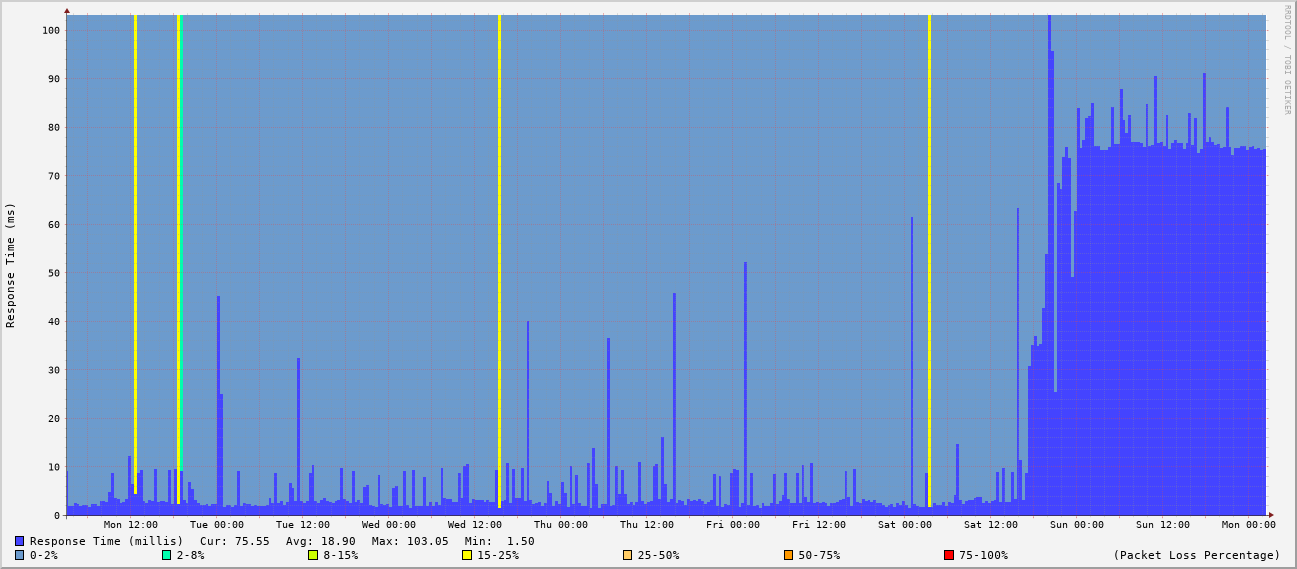 RRDTOOL / TOBI OETIKER
Response Time (ms)
100
90
80
70
60
50
40
30
20
10
0
Mon 12:00 Tue 00:00 Tue 12:00 Wed 00:00 Wed 12:00 Thu 00:00 Thu 12:00 Fri 00:00 Fri 12:00 Sat 00:00 Sat 12:00 Sun 00:00 Sun 12:00 Mon 00:00
Response Time (millis) Cur: 75.55 Avg: 18.90 Max: 103.05 Min: 1.50
0-2% 2-8% 8-15% 15-25% 25-50% 50-75% 75-100% (Packet Loss Percentage)